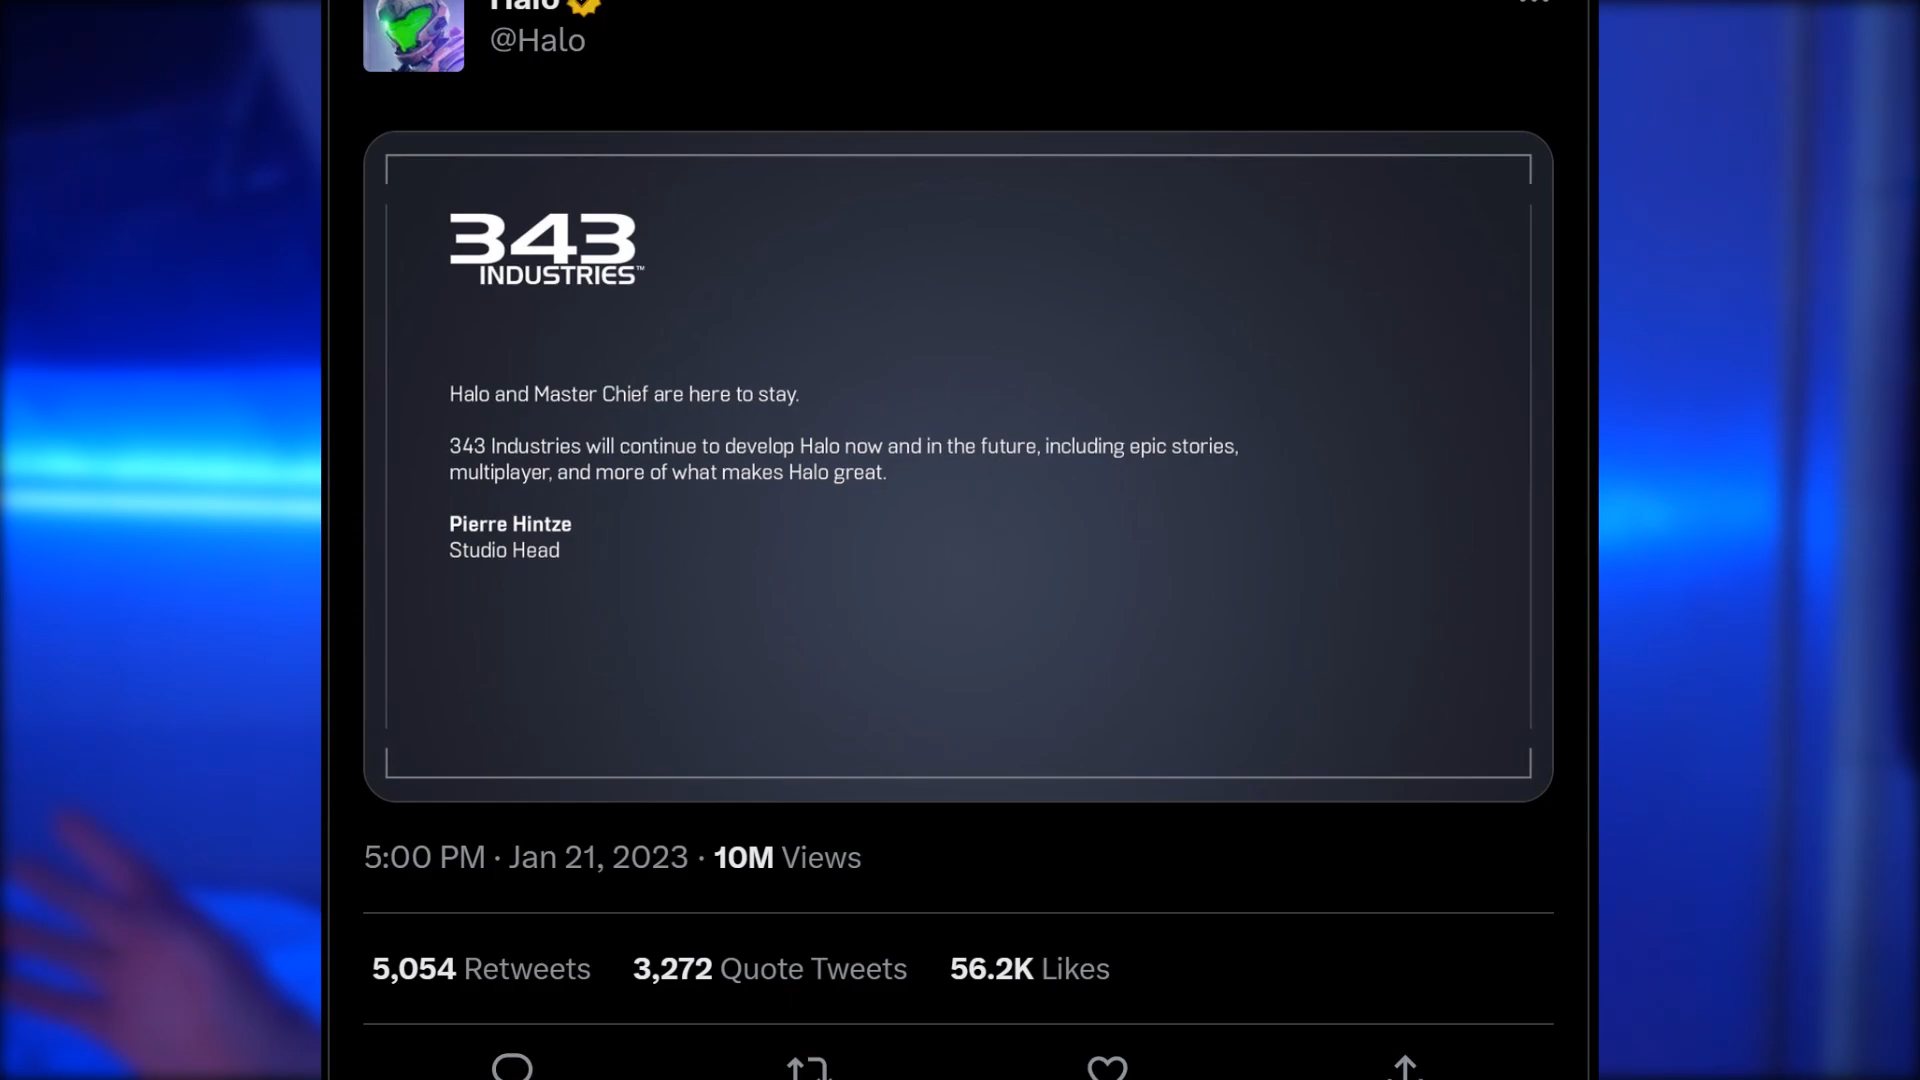 Halo
@Halo
343
INDUSTRIES™
Halo and Master Chief are here to stay.
343 Industries will continue to develop Halo now and in the future, including epic stories,
multiplayer, and more of what makes Halo great.
Pierre Hintze
Studio Head
5:00 PM · Jan 21, 2023 · 10M Views
5,054 Retweets 3,272 Quote Tweets 56.2K Likes